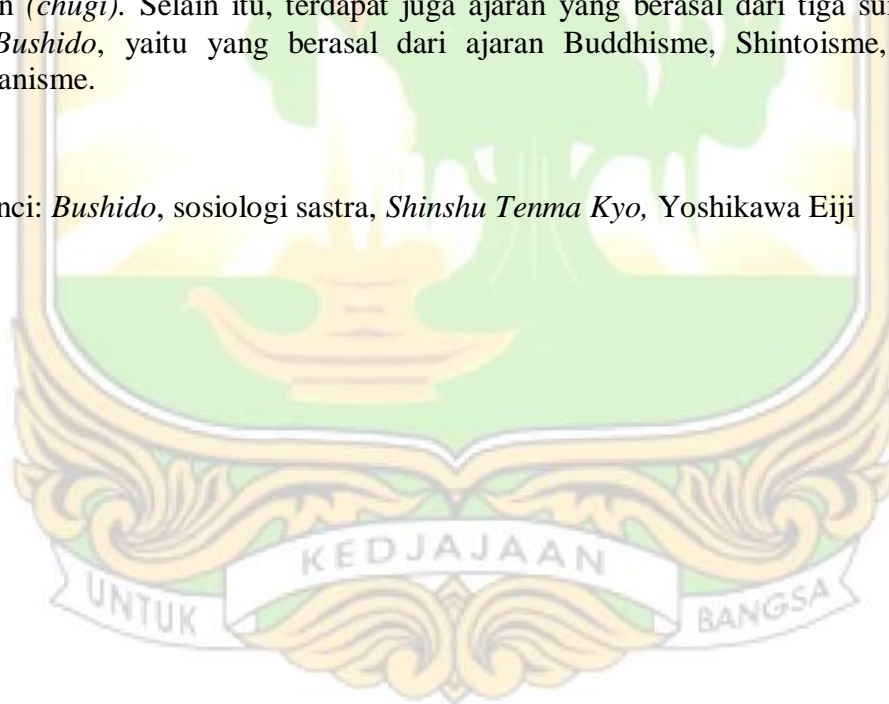 n (chugi). Selain itu, terdapat juga ajaran yang berasal dari tiga su
Bushido, yaitu yang berasal dari ajaran Buddhisme, Shintoisme,
anisme.
nci: Bushido, sosiologi sastra, Shinshu Tenma Kyo, Yoshikawa Eiji
KEDJAJAAN
UNTUK BANGSA